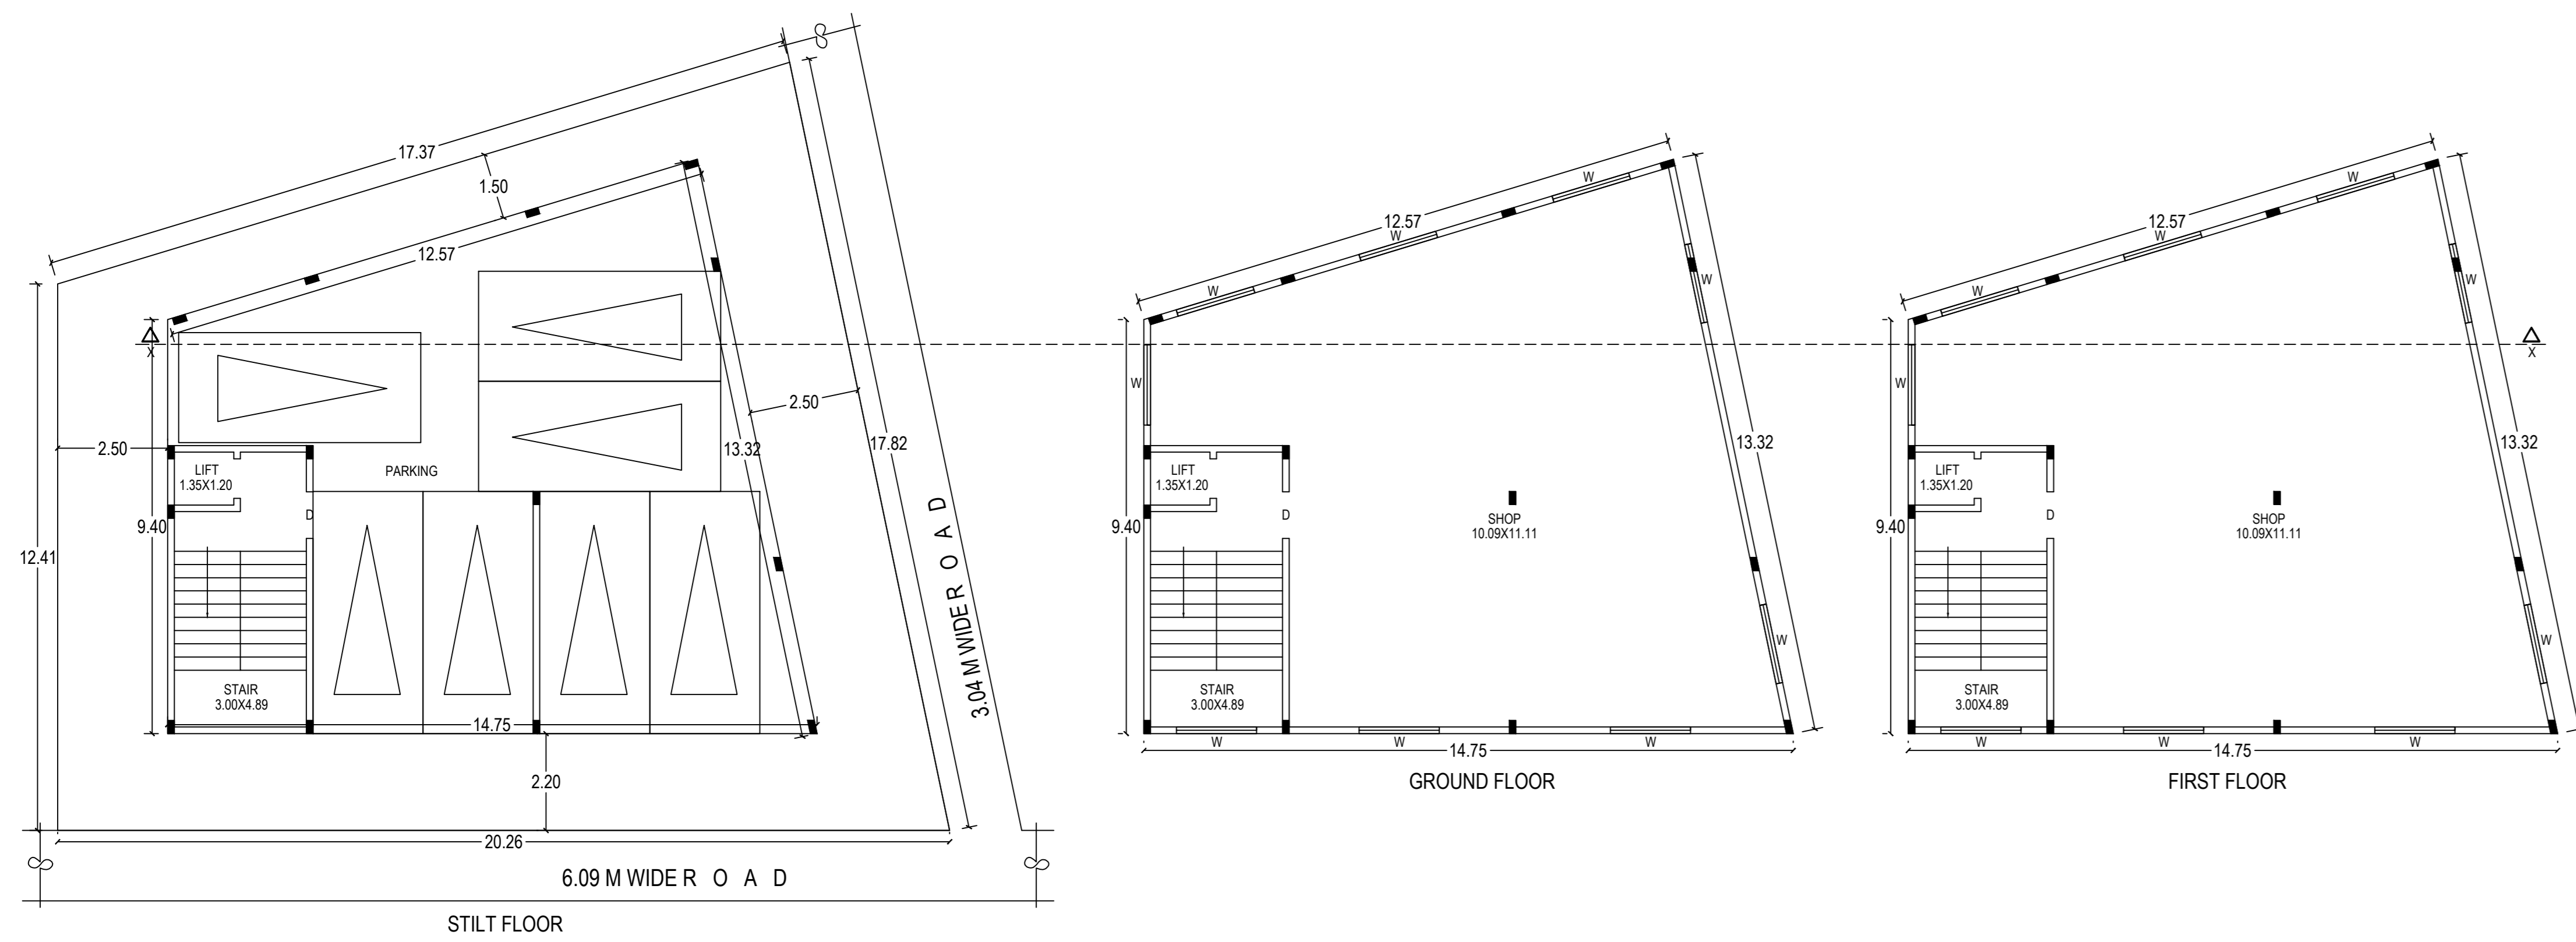 17.37
1.50
12.57
2.50
17.82
13.32
2.50
LIFT
1.35X1.20
PARKING
D
9.40
12.41
STAIR
3.00X4.89
14.75
2.20
20.26
X
3.04 M WIDE R O A D
6.09 M WIDE R O A D
STILT FLOOR
12.57
W
W
W
W
W
13.32
LIFT
1.35X1.20
D
9.40
SHOP
10.09X11.11
STAIR
3.00X4.89
W
W
W
W
14.75
GROUND FLOOR
12.57
W
W
W
W
W
X
13.32
LIFT
1.35X1.20
D
9.40
SHOP
10.09X11.11
STAIR
3.00X4.89
W
W
W
W
14.75
FIRST FLOOR